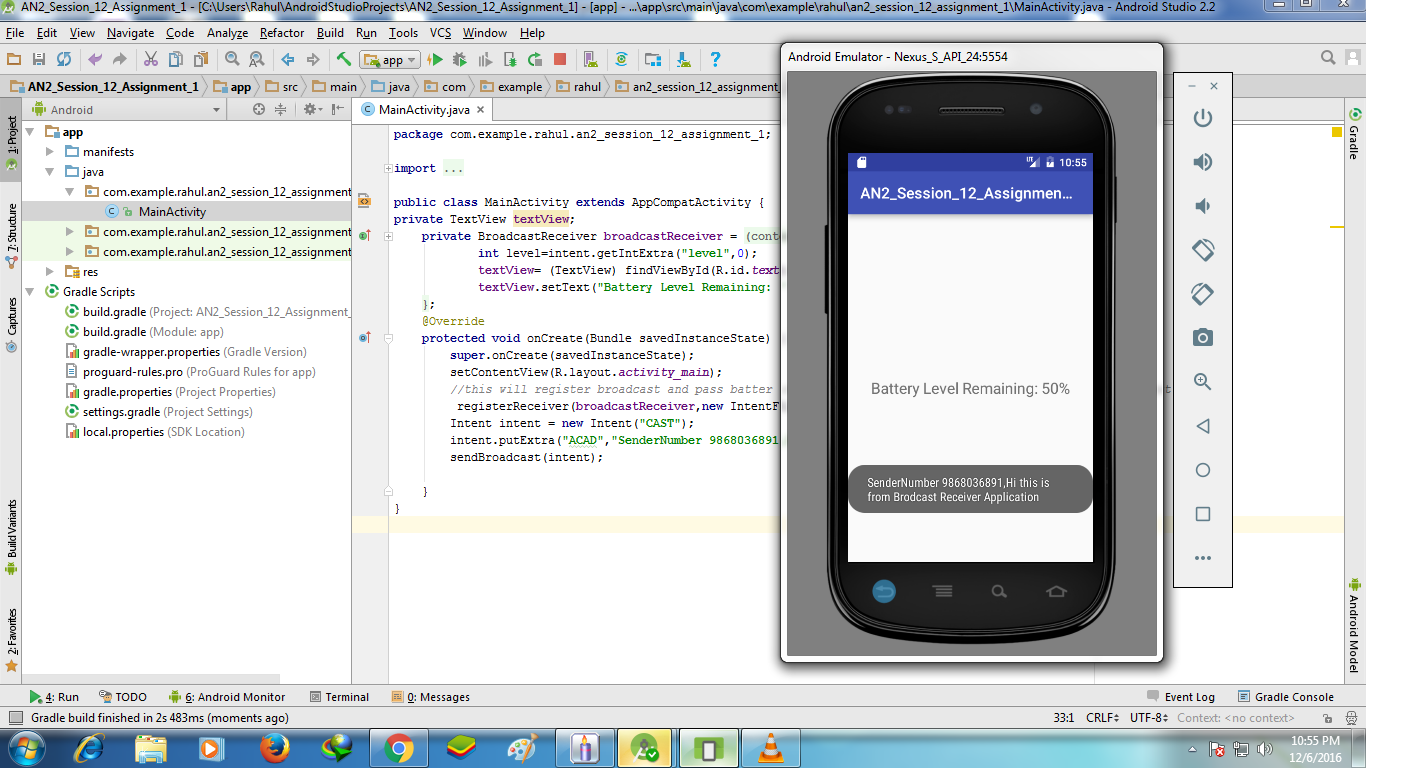 AN2_Session_12_Assignment_1 - [C:\Users\Rahul\AndroidStudioProjects\AN2_Session_12_Assignment_1] - [app] - ...\app\src\main\java\com\example\rahul\an2_session_12_assignment_1\MainActivity.java - Android Studio 2.2
File Edit View Navigate Code Analyze Refactor Build Run Tools VCS Window Help
app
AN2_Session_12_Assignment_1 app src main java com example rahul an2_session_12_assignment_
Android
MainActivity.java
1: Project
7: Structure
Captures
Build Variants
2: Favorites
app
manifests
java
com.example.rahul.an2_session_12_assignment
MainActivity
com.example.rahul.an2_session_12_assignment
com.example.rahul.an2_session_12_assignment
res
Gradle Scripts
build.gradle (Project: AN2_Session_12_Assignment_
build.gradle (Module: app)
gradle-wrapper.properties (Gradle Version)
proguard-rules.pro (ProGuard Rules for app)
gradle.properties (Project Properties)
settings.gradle (Project Settings)
local.properties (SDK Location)
package com.example.rahul.an2_session_12_assignment_1;
import ...
public class MainActivity extends AppCompatActivity {
private TextView textView;
private BroadcastReceiver broadcastReceiver = (cont
int level=intent.getIntExtra("level",0);
textView= (TextView) findViewById(R.id.text
textView.setText("Battery Level Remaining:
};
@Override
protected void onCreate(Bundle savedInstanceState)
super.onCreate(savedInstanceState);
setContentView(R.layout.activity_main);
//this will register broadcast and pass batter
registerReceiver(broadcastReceiver,new IntentF
Intent intent = new Intent("CAST");
intent.putExtra("ACAD","SenderNumber 9868036891
sendBroadcast(intent);
}
}
Android Emulator - Nexus_S_API_24:5554
10:55
AN2_Session_12_Assignmen...
Battery Level Remaining: 50%
SenderNumber 9868036891,Hi this is
from Brodcast Receiver Application
Gradle
Android Model
4: Run TODO 6: Android Monitor Terminal 0: Messages Event Log Gradle Console
Gradle build finished in 2s 483ms (moments ago) 33:1 CRLF UTF-8 Context: <no context>
10:55 PM
12/6/2016